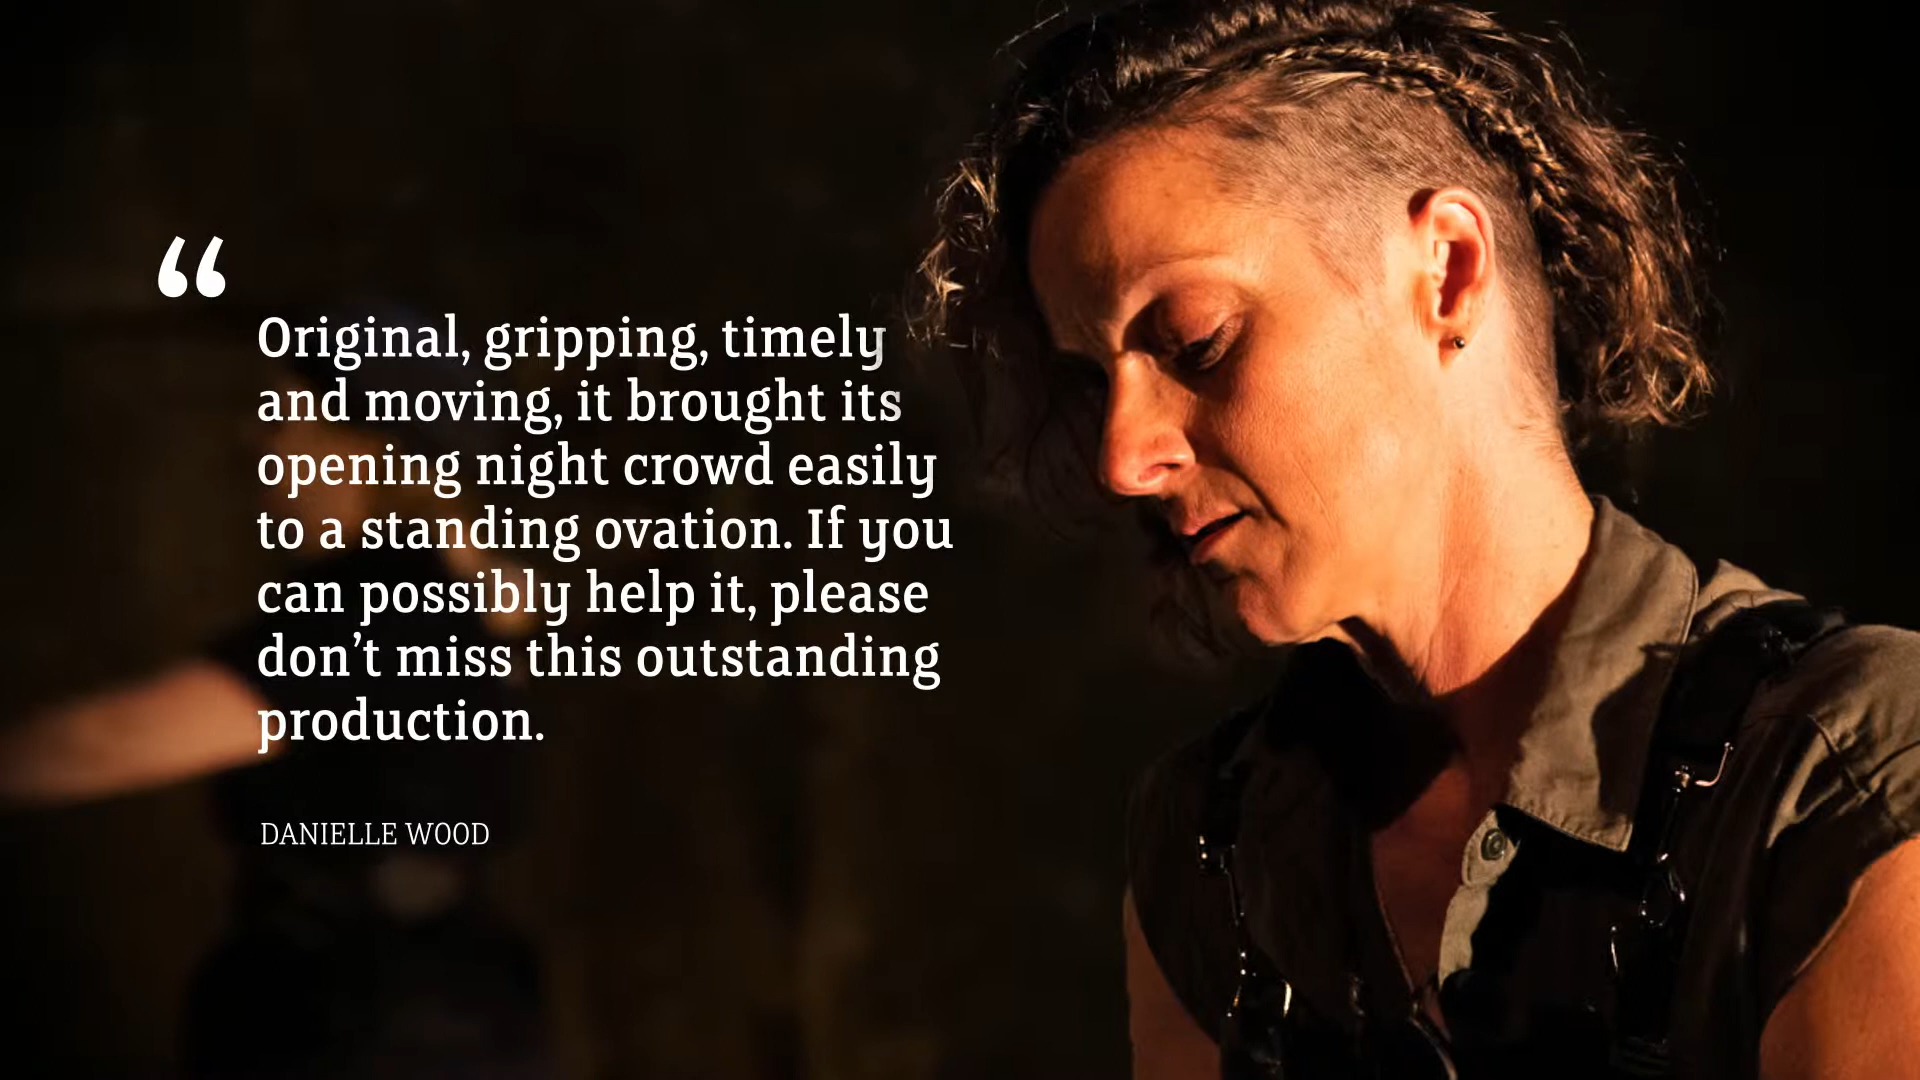 “
Original, gripping, timely
and moving, it brought its
opening night crowd easily
to a standing ovation. If you
can possibly help it, please
don’t miss this outstanding
production.
DANIELLE WOOD